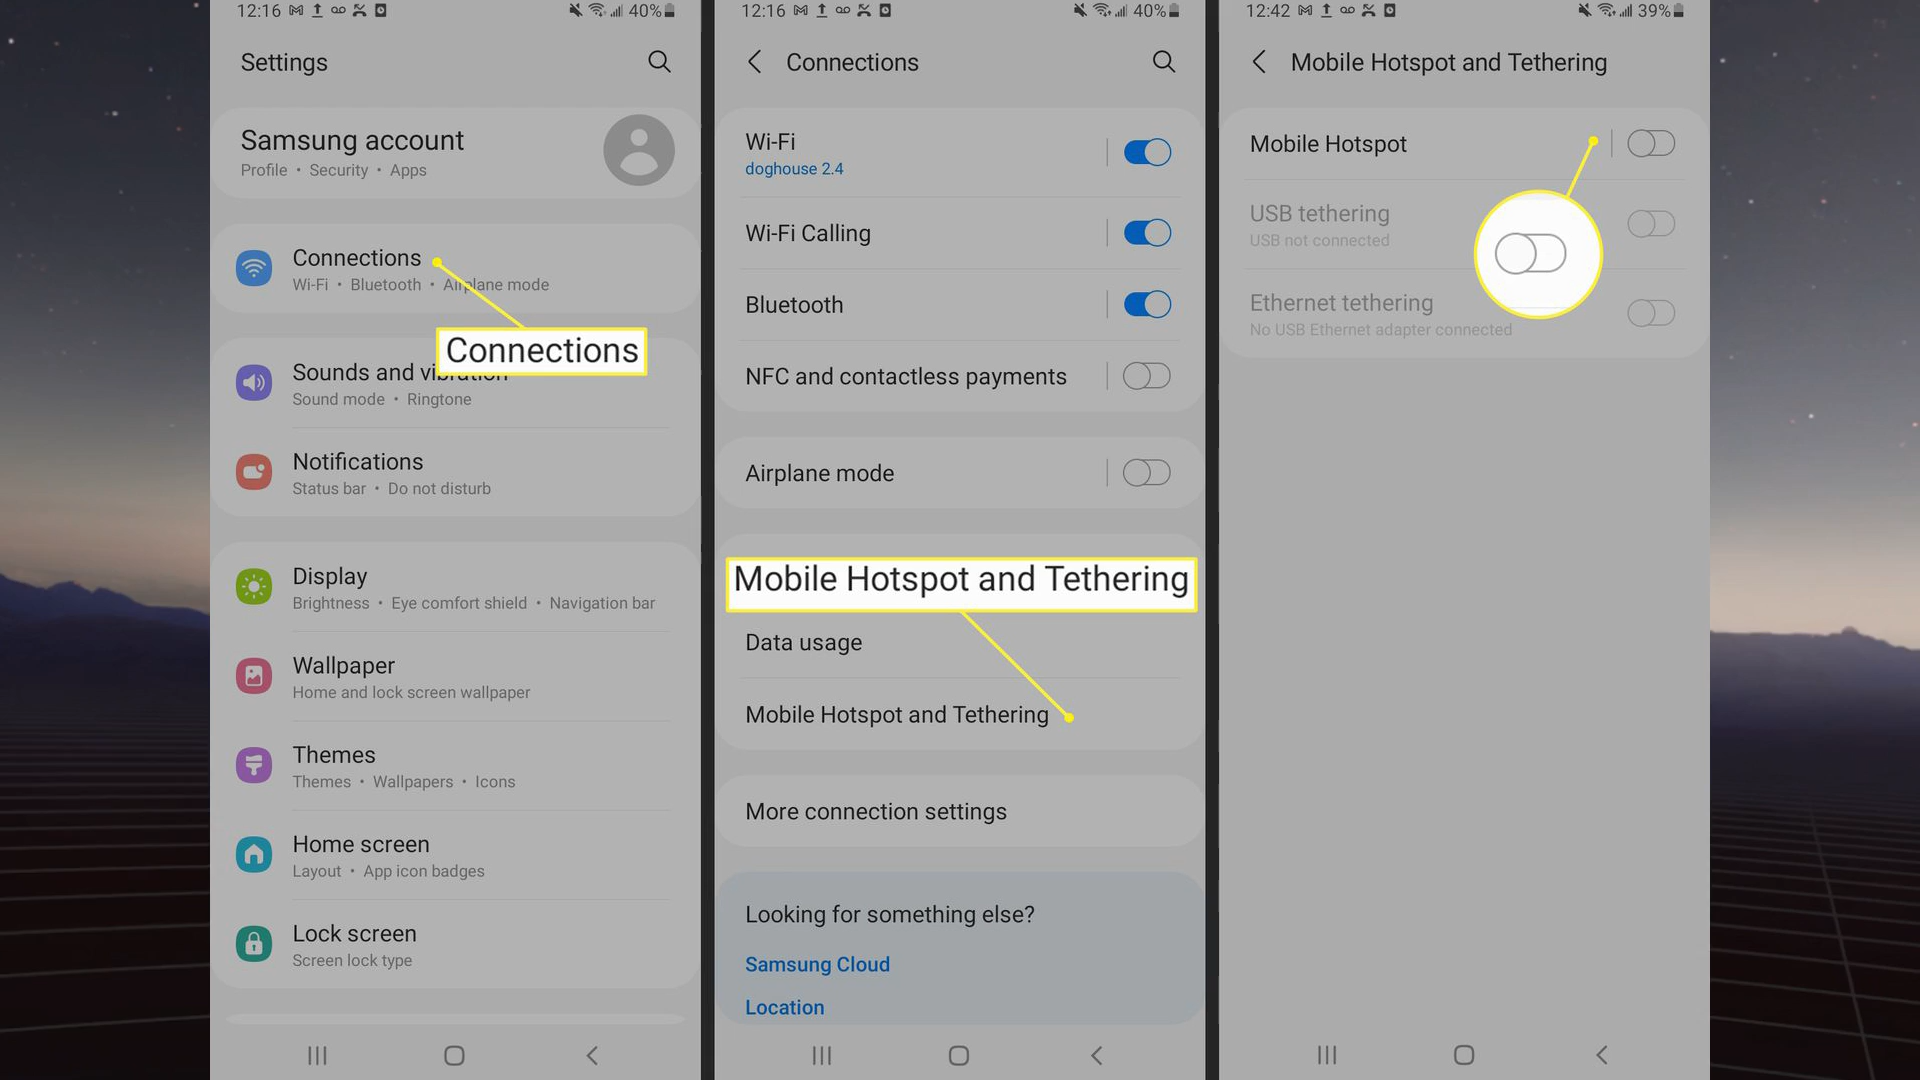 12:16 40%
Settings
Samsung account
Profile • Security • Apps
Connections
Wi-Fi • Bluetooth • Airplane mode
Connections
Sounds and vibration
Sound mode • Ringtone
Notifications
Status bar • Do not disturb
Display
Brightness • Eye comfort shield • Navigation bar
Wallpaper
Home and lock screen wallpaper
Themes
Themes • Wallpapers • Icons
Home screen
Layout • App icon badges
Lock screen
Screen lock type
12:16 40%
Connections
Wi-Fi
doghouse 2.4
Wi-Fi Calling
Bluetooth
NFC and contactless payments
Airplane mode
Mobile Hotspot and Tethering
Data usage
Mobile Hotspot and Tethering
More connection settings
Looking for something else?
Samsung Cloud
Location
12:42 39%
Mobile Hotspot and Tethering
Mobile Hotspot
USB tethering
USB not connected
Ethernet tethering
No USB Ethernet adapter connected